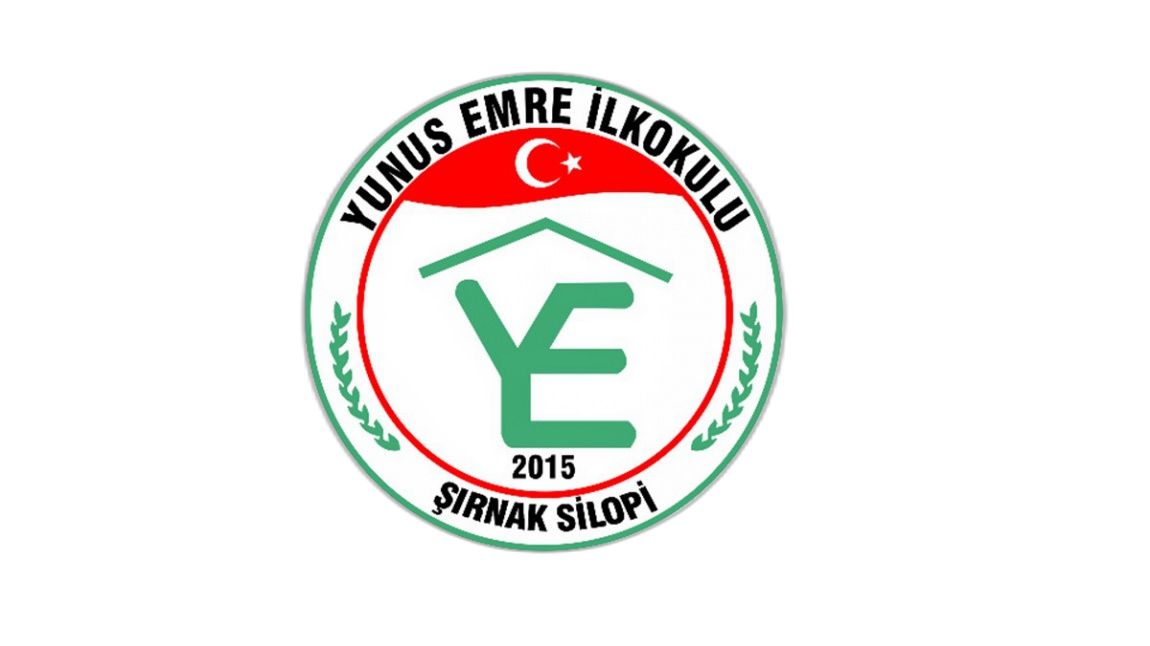 YUNUS EMRE İLKOKULU
YE
2015
ŞIRNAK SİLOPİ